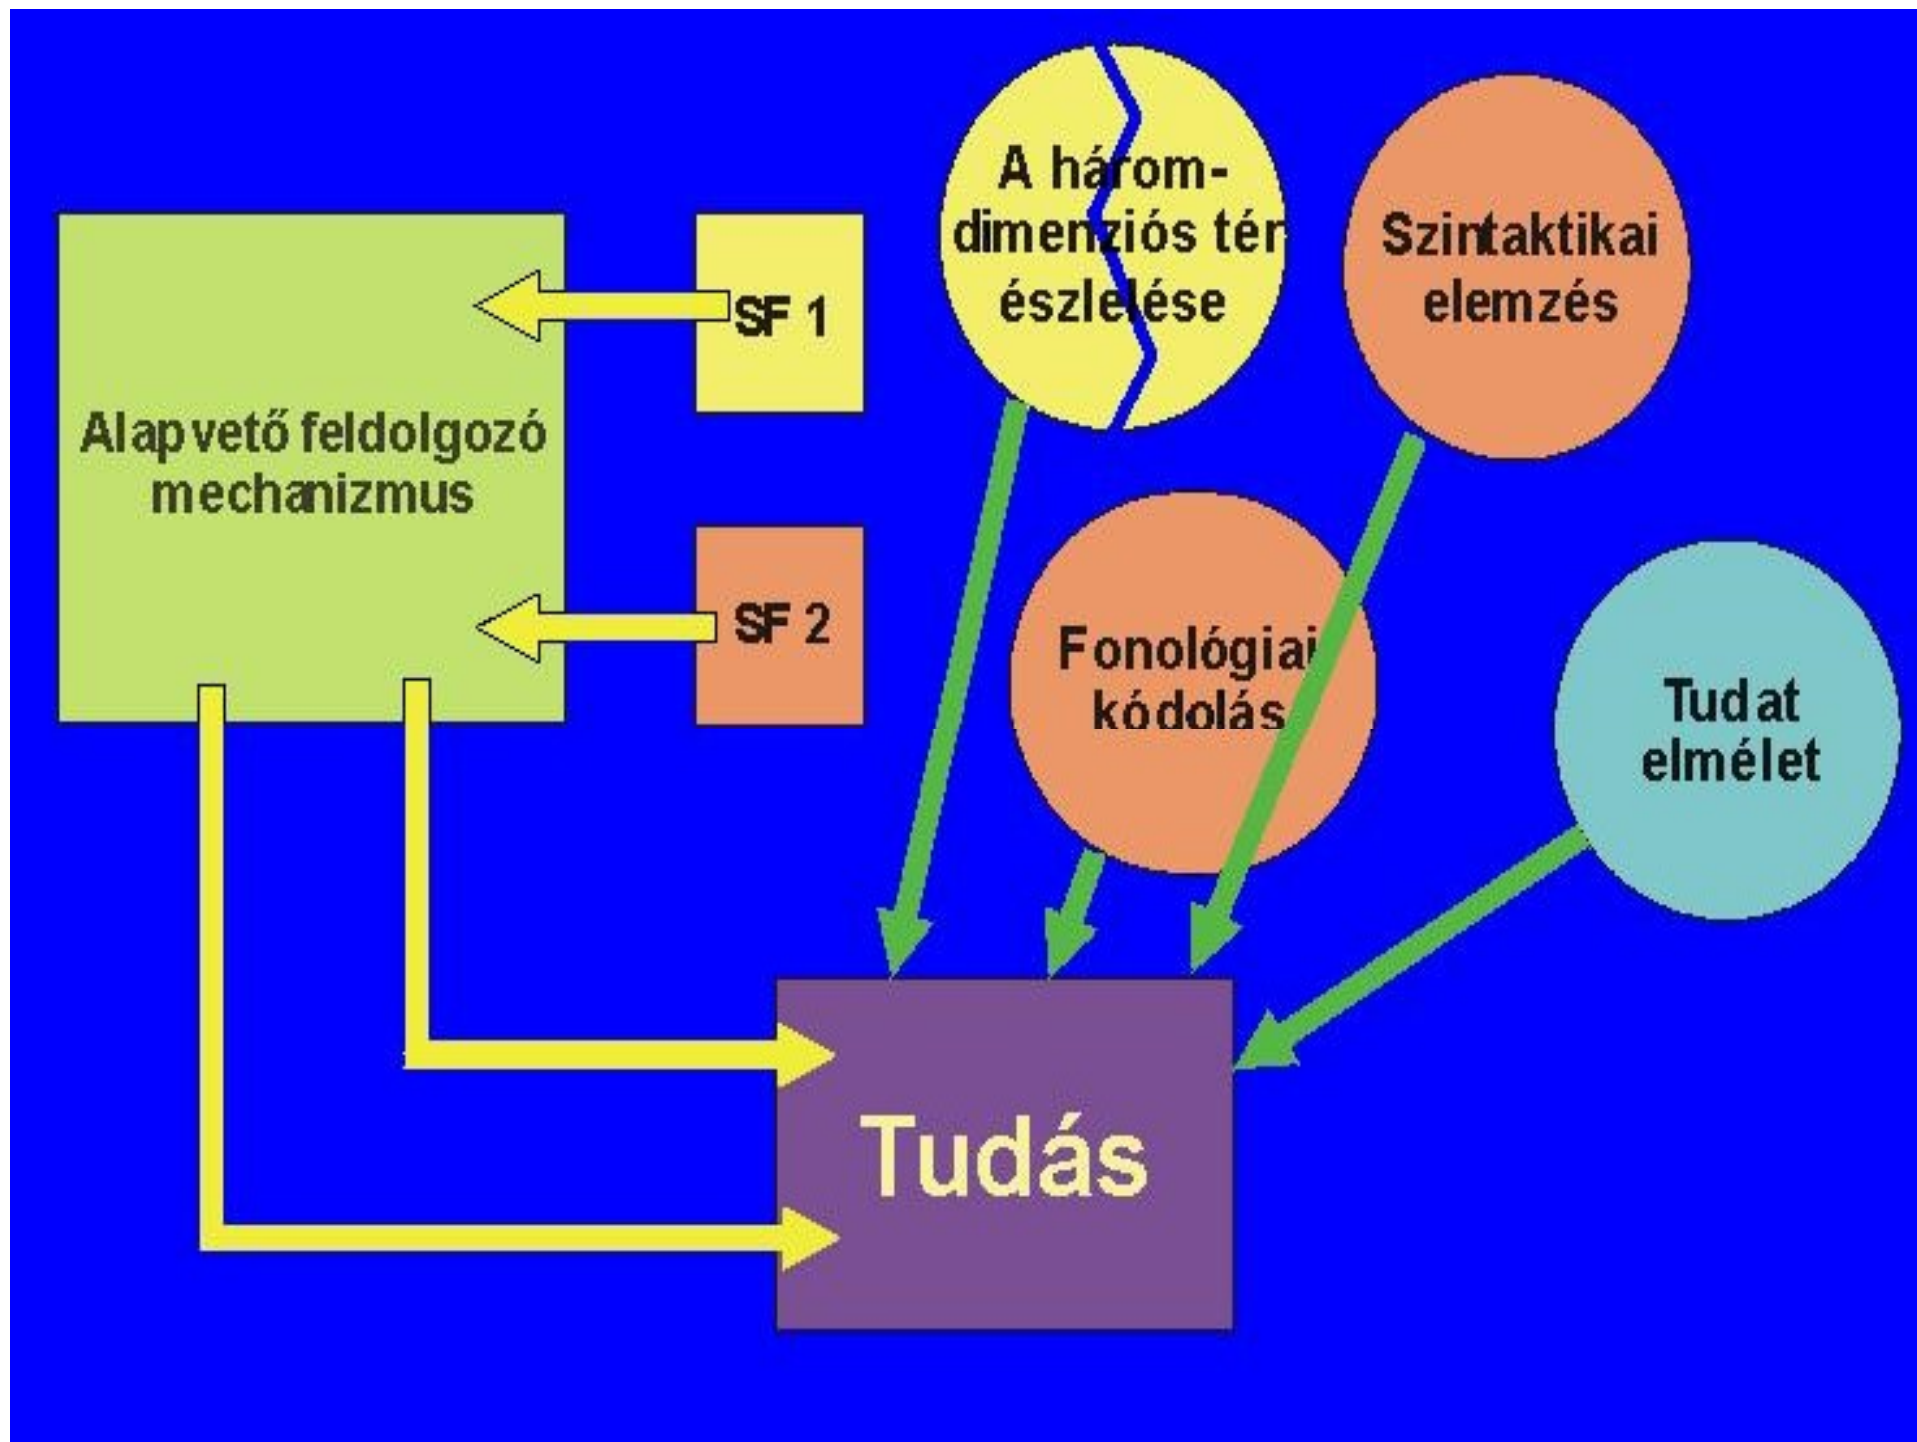 A három-
dimenziós tér
észlelése
Szintaktikai
elemzés
SF 1
Alapvető feldolgozó
mechanizmus
SF 2
Fonológiai
kódolás
Tudat
elmélet
Tudás